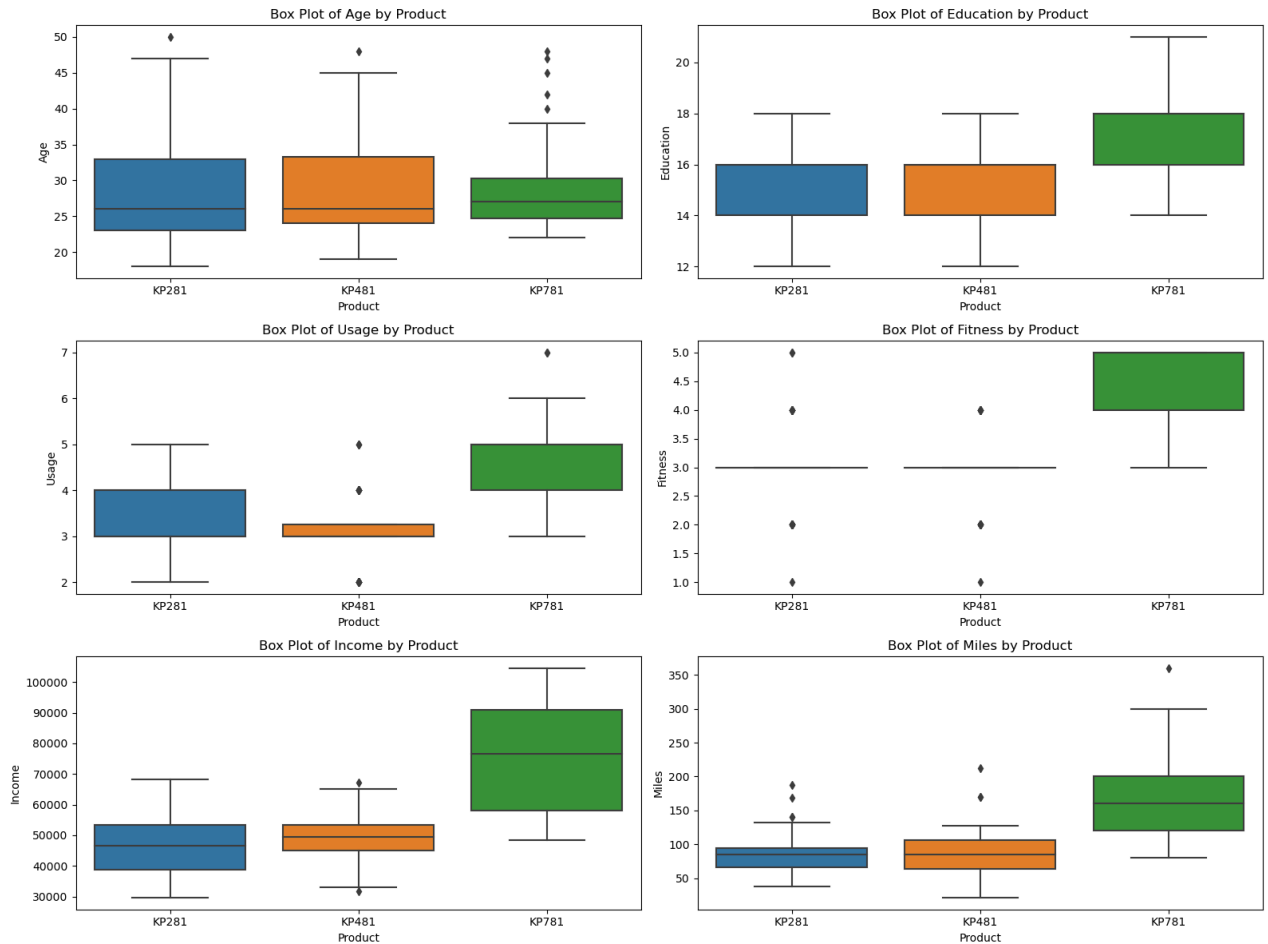 Box Plot of Age by Product
50
45
40
35
30
25
20
Age
KP281 KP481 KP781
Product
Box Plot of Education by Product
20
18
16
14
12
Education
KP281 KP481 KP781
Product
Box Plot of Usage by Product
7
6
5
4
3
2
Usage
KP281 KP481 KP781
Product
Box Plot of Fitness by Product
5.0
4.5
4.0
3.5
3.0
2.5
2.0
1.5
1.0
Fitness
KP281 KP481 KP781
Product
Box Plot of Income by Product
100000
90000
80000
70000
60000
50000
40000
30000
Income
KP281 KP481 KP781
Product
Box Plot of Miles by Product
350
300
250
200
150
100
50
Miles
KP281 KP481 KP781
Product